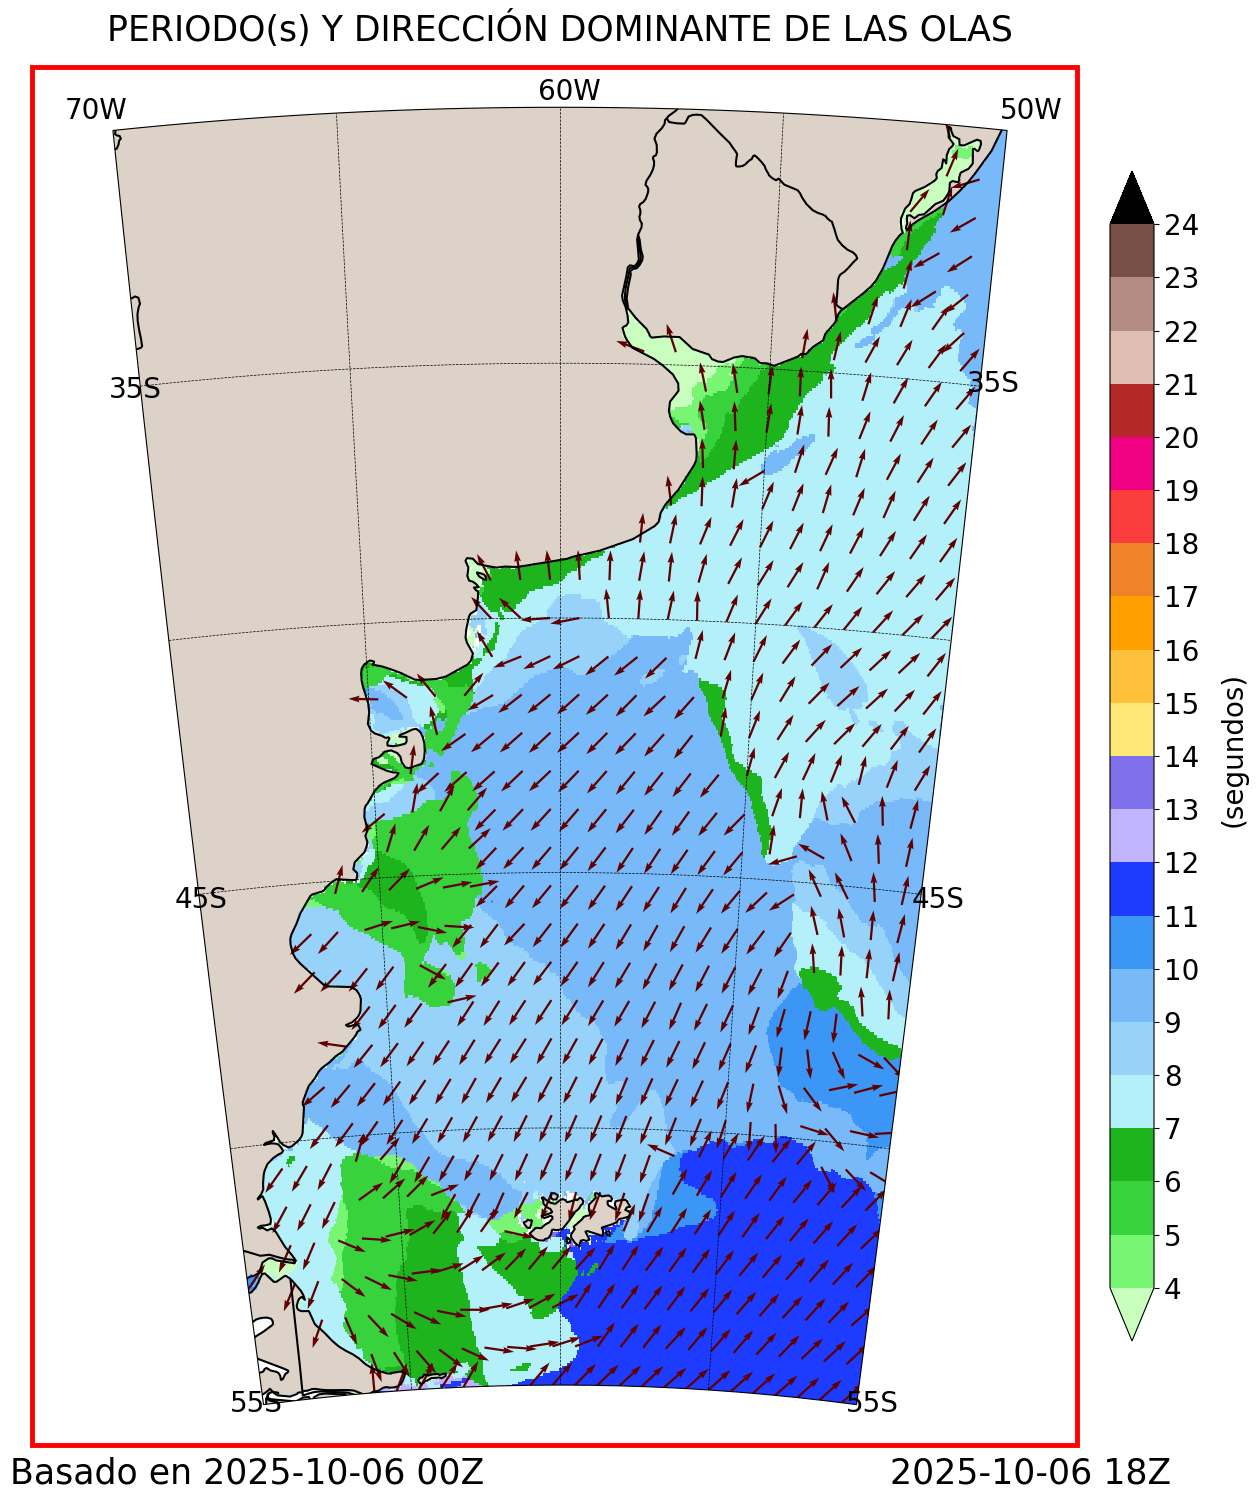 PERIODO(s) Y DIRECCIÓN DOMINANTE DE LAS OLAS
70W
60W
50W
35S
35S
45S
45S
55S
55S
24
23
22
21
20
19
18
17
16
15
14
13
12
11
10
9
8
7
6
5
4
(segundos)
Basado en 2025-10-06 00Z
2025-10-06 18Z